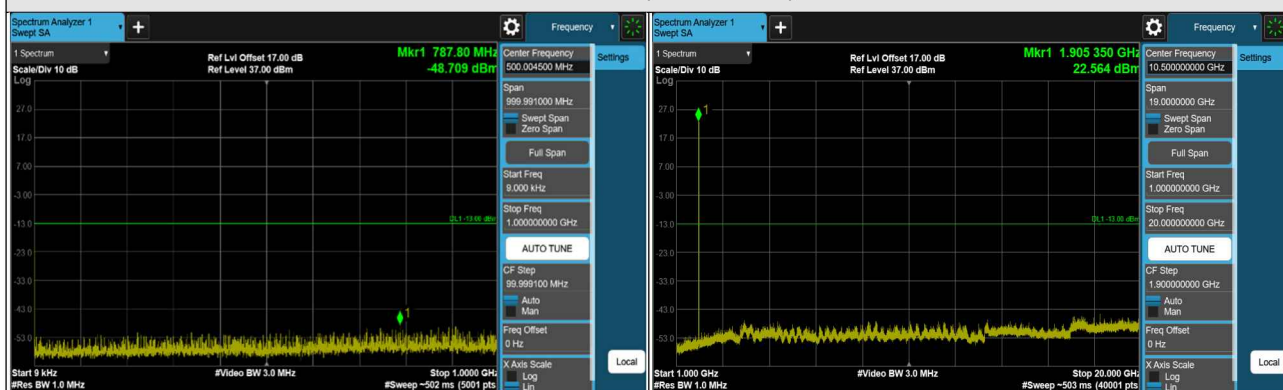 Spectrum Analyzer 1
Swept SA
+
Frequency
1 Spectrum
Scale/Div 10 dB
Log
Ref Lvl Offset 17.00 dB
Ref Level 37.00 dBm
Mkr1 787.80 MHz
-48.709 dBm
27.0
17.0
7.00
-3.00
-13.0
-23.0
-33.0
-43.0
-53.0
DL1 -13.00 dBm
1
Start 9 kHz
#Res BW 1.0 MHz
#Video BW 3.0 MHz
Stop 1.0000 GHz
#Sweep ~502 ms (5001 pts
Center Frequency
500.004500 MHz
Settings
Span
999.991000 MHz
Swept Span
Zero Span
Full Span
Start Freq
9.000 kHz
Stop Freq
1.000000000 GHz
AUTO TUNE
CF Step
99.999100 MHz
Auto
Man
Freq Offset
0 Hz
X Axis Scale
Log
Lin
Local
Spectrum Analyzer 1
Swept SA
+
Frequency
1 Spectrum
Scale/Div 10 dB
Log
Ref Lvl Offset 17.00 dB
Ref Level 37.00 dBm
Mkr1 1.905 350 GHz
22.564 dBm
27.0
17.0
7.00
-3.00
-13.0
-23.0
-33.0
-43.0
-53.0
DL1 -13.00 dBm
1
Start 1.000 GHz
#Res BW 1.0 MHz
#Video BW 3.0 MHz
Stop 20.000 GHz
#Sweep ~503 ms (40001 pts
Center Frequency
10.500000000 GHz
Settings
Span
19.0000000 GHz
Swept Span
Zero Span
Full Span
Start Freq
1.000000000 GHz
Stop Freq
20.000000000 GHz
AUTO TUNE
CF Step
1.900000000 GHz
Auto
Man
Freq Offset
0 Hz
X Axis Scale
Log
Lin
Local